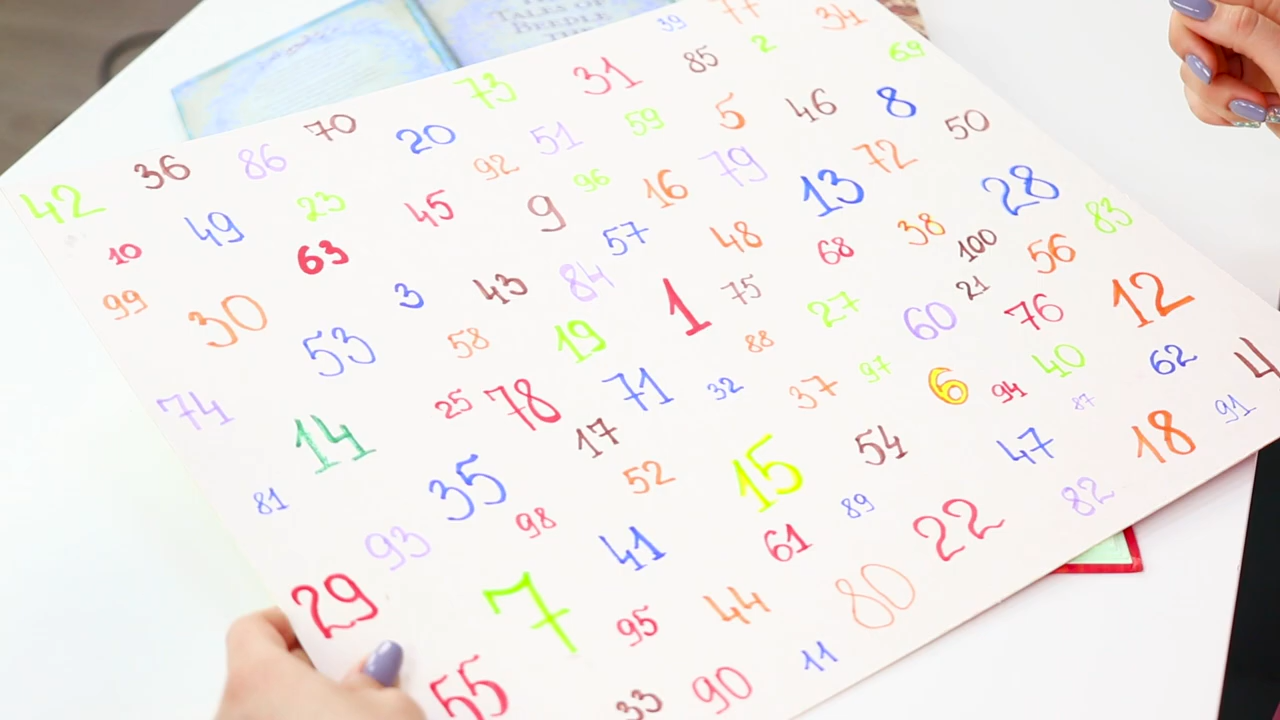 TALES OF
BEEDLE
39 77 34
73 31 85 2 69
70 20 51 59 5 46 8 50
36 86 92 96 16 79 13 72 28
42 49 23 45 9 57 48 68 38 100 83
10 63 3 43 84 1 75 27 60 21 56
99 30 53 58 19 88 97 6 76 12
74 14 25 78 71 32 37 94 40 62 4
81 35 17 52 15 54 47 87 18 91
93 98 41 61 89 22 82
29 7 95 44 80
55 33 90 11